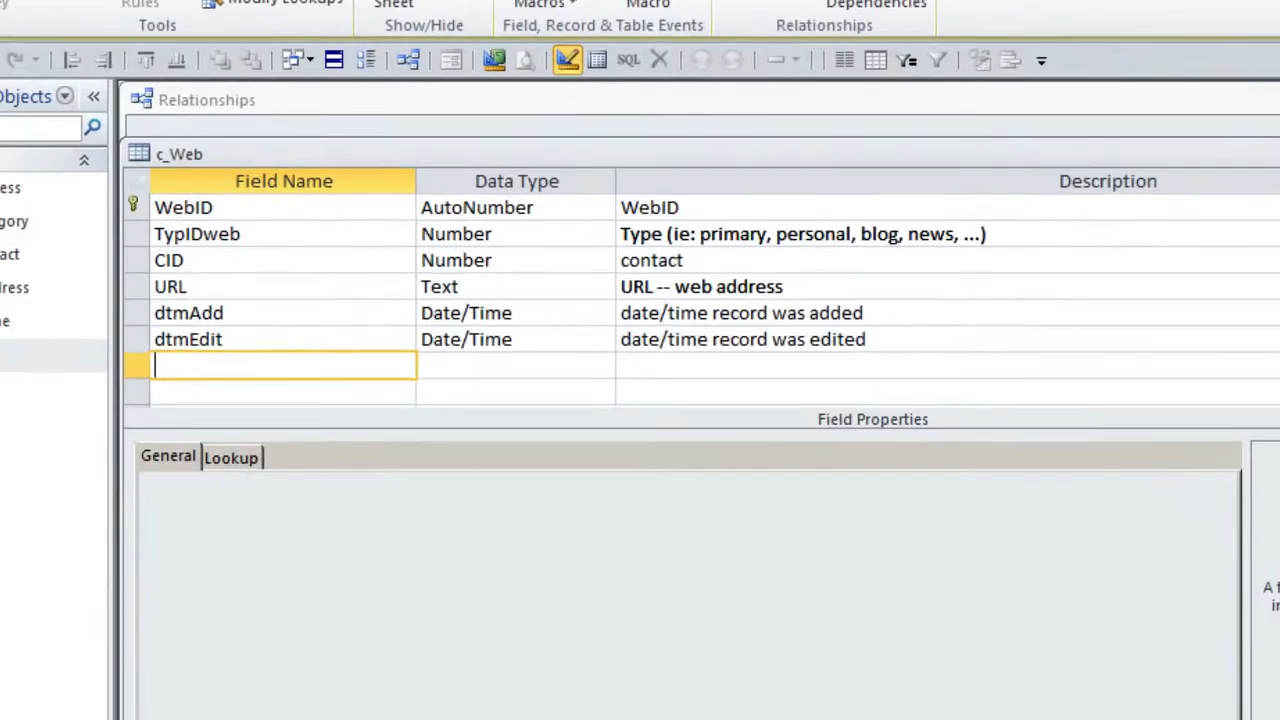 Rules
Modify Lookups
Sheet
Macros
Macro
Dependencies
Tools
Show/Hide
Field, Record & Table Events
Relationships
SQL
Objects
Relationships
c_Web
Field Name Data Type Description
WebID AutoNumber WebID
TypIDweb Number Type (ie: primary, personal, blog, news, ...)
CID Number contact
URL Text URL -- web address
dtmAdd Date/Time date/time record was added
dtmEdit Date/Time date/time record was edited
Field Properties
General Lookup